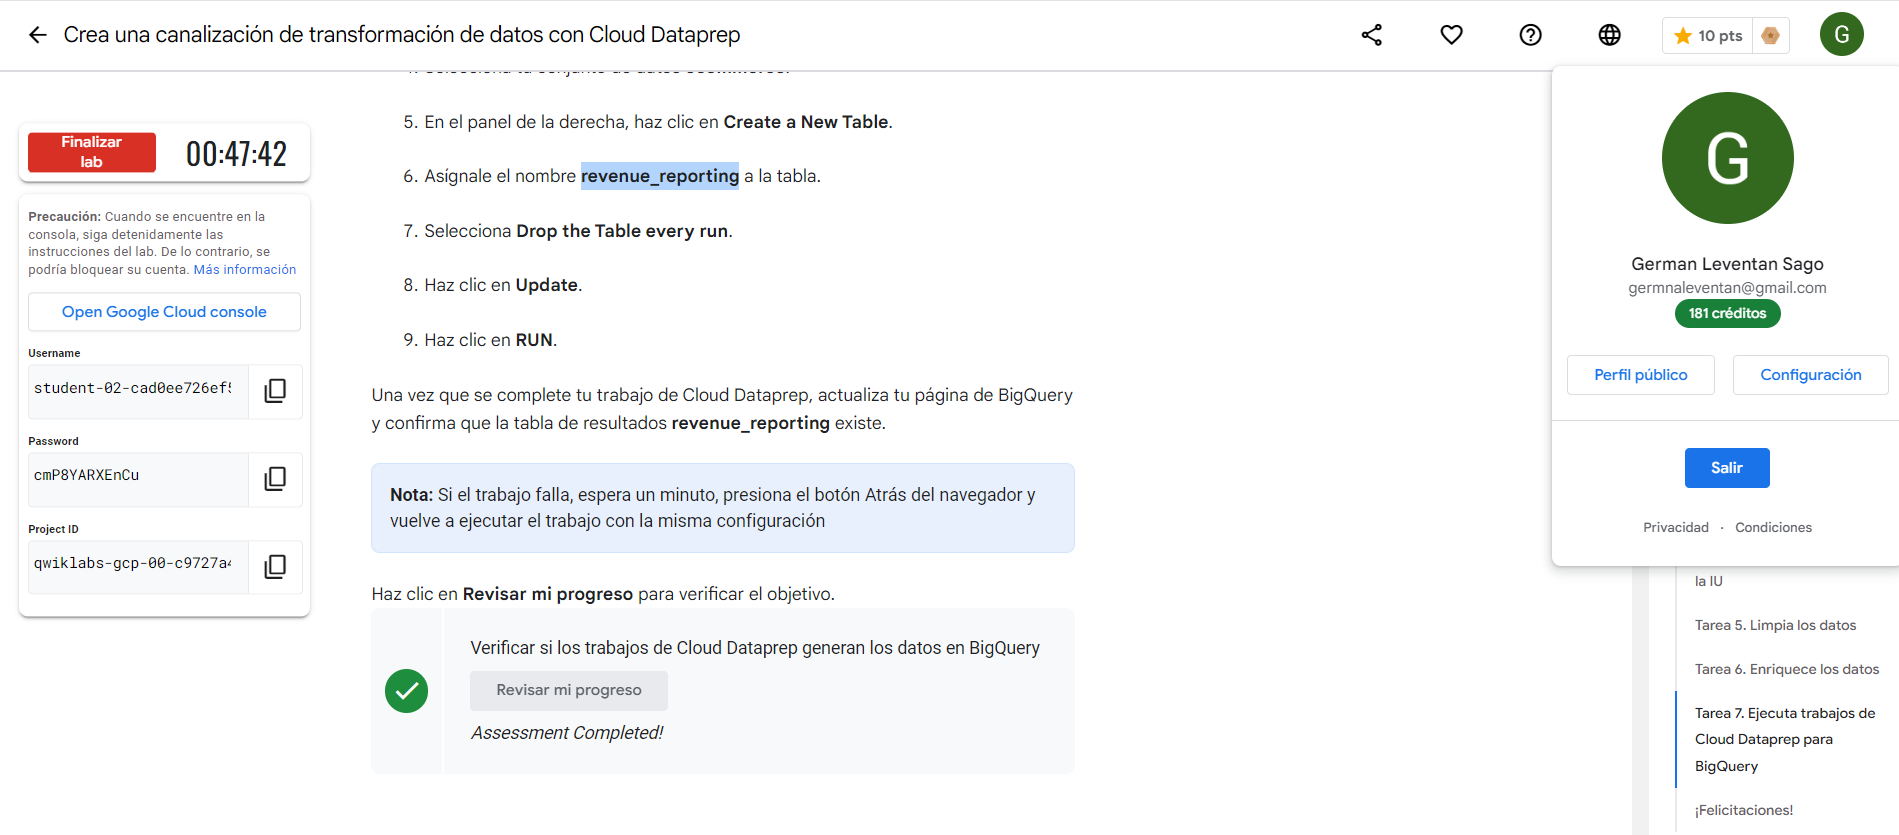 Crea una canalización de transformación de datos con Cloud Dataprep
10 pts
G
Finalizar
lab
00:47:42
Precaución: Cuando se encuentre en la
consola, siga detenidamente las
instrucciones del lab. De lo contrario, se
podría bloquear su cuenta. Más información
Open Google Cloud console
Username
student-02-cad0ee726ef5
Password
cmP8YARXEnCu
Project ID
qwiklabs-gcp-00-c9727a4
5. En el panel de la derecha, haz clic en Create a New Table.
6. Asígnale el nombre revenue_reporting a la tabla.
7. Selecciona Drop the Table every run.
8. Haz clic en Update.
9. Haz clic en RUN.
Una vez que se complete tu trabajo de Cloud Dataprep, actualiza tu página de BigQuery
y confirma que la tabla de resultados revenue_reporting existe.
Nota: Si el trabajo falla, espera un minuto, presiona el botón Atrás del navegador y
vuelve a ejecutar el trabajo con la misma configuración
Haz clic en Revisar mi progreso para verificar el objetivo.
Verificar si los trabajos de Cloud Dataprep generan los datos en BigQuery
Revisar mi progreso
Assessment Completed!
G
German Leventan Sago
germnaleventan@gmail.com
181 créditos
Perfil público
Configuración
Salir
Privacidad · Condiciones
la IU
Tarea 5. Limpia los datos
Tarea 6. Enriquece los datos
Tarea 7. Ejecuta trabajos de
Cloud Dataprep para
BigQuery
¡Felicitaciones!